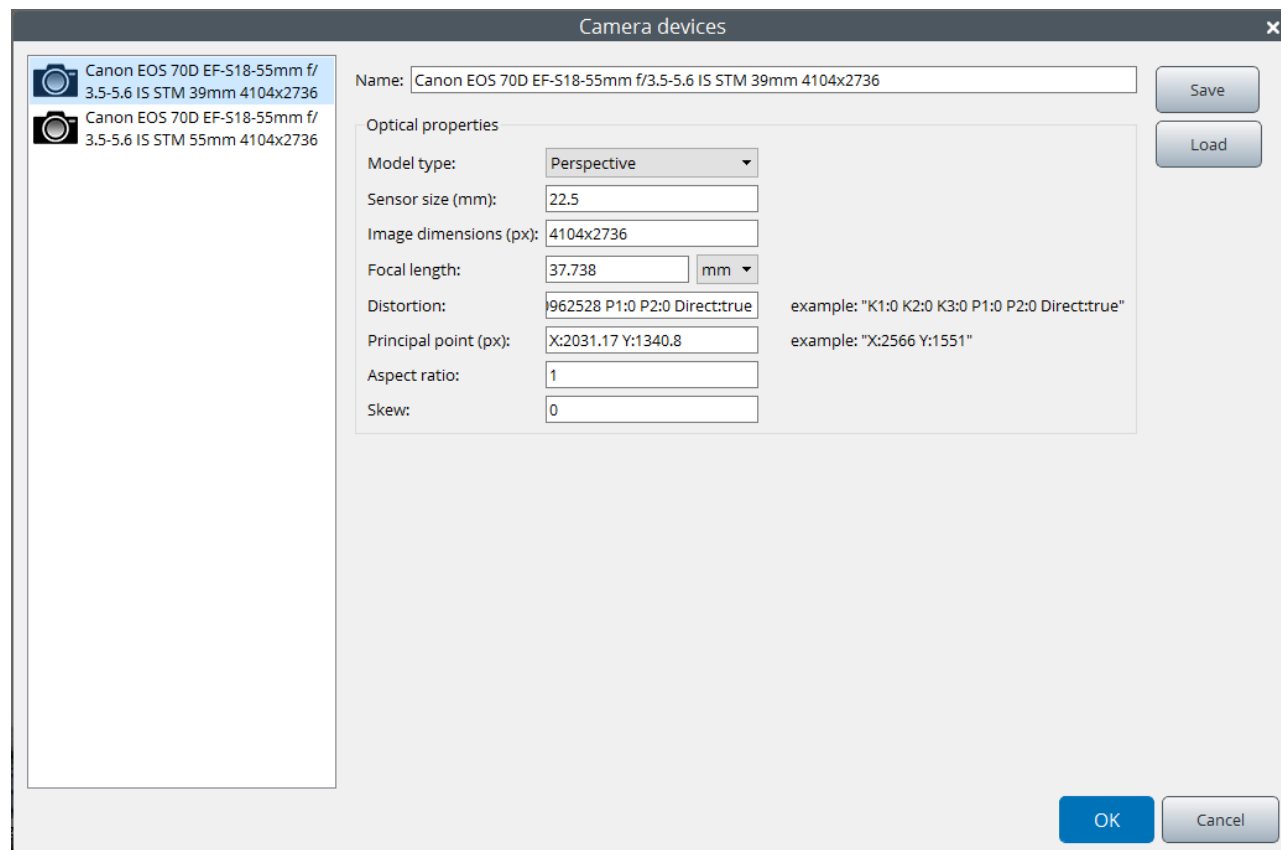 Camera devices
Canon EOS 70D EF-S18-55mm f/
3.5-5.6 IS STM 39mm 4104x2736
Canon EOS 70D EF-S18-55mm f/
3.5-5.6 IS STM 55mm 4104x2736
Name: Canon EOS 70D EF-S18-55mm f/3.5-5.6 IS STM 39mm 4104x2736
Save
Load
Optical properties
Model type: Perspective
Sensor size (mm): 22.5
Image dimensions (px): 4104x2736
Focal length: 37.738 mm
Distortion: 962528 P1:0 P2:0 Direct:true example: "K1:0 K2:0 K3:0 P1:0 P2:0 Direct:true"
Principal point (px): X:2031.17 Y:1340.8 example: "X:2566 Y:1551"
Aspect ratio: 1
Skew: 0
OK
Cancel